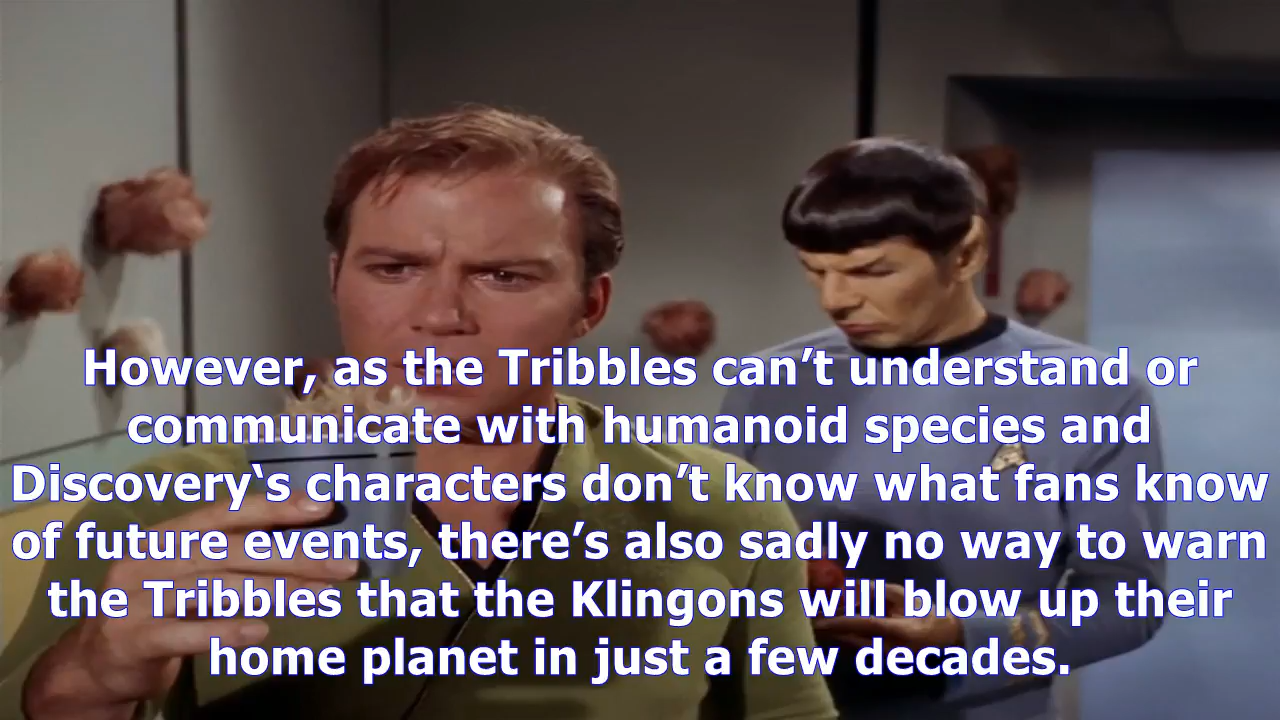 However, as the Tribbles can’t understand or
communicate with humanoid species and
Discovery‘s characters don’t know what fans know
of future events, there’s also sadly no way to warn
the Tribbles that the Klingons will blow up their
home planet in just a few decades.